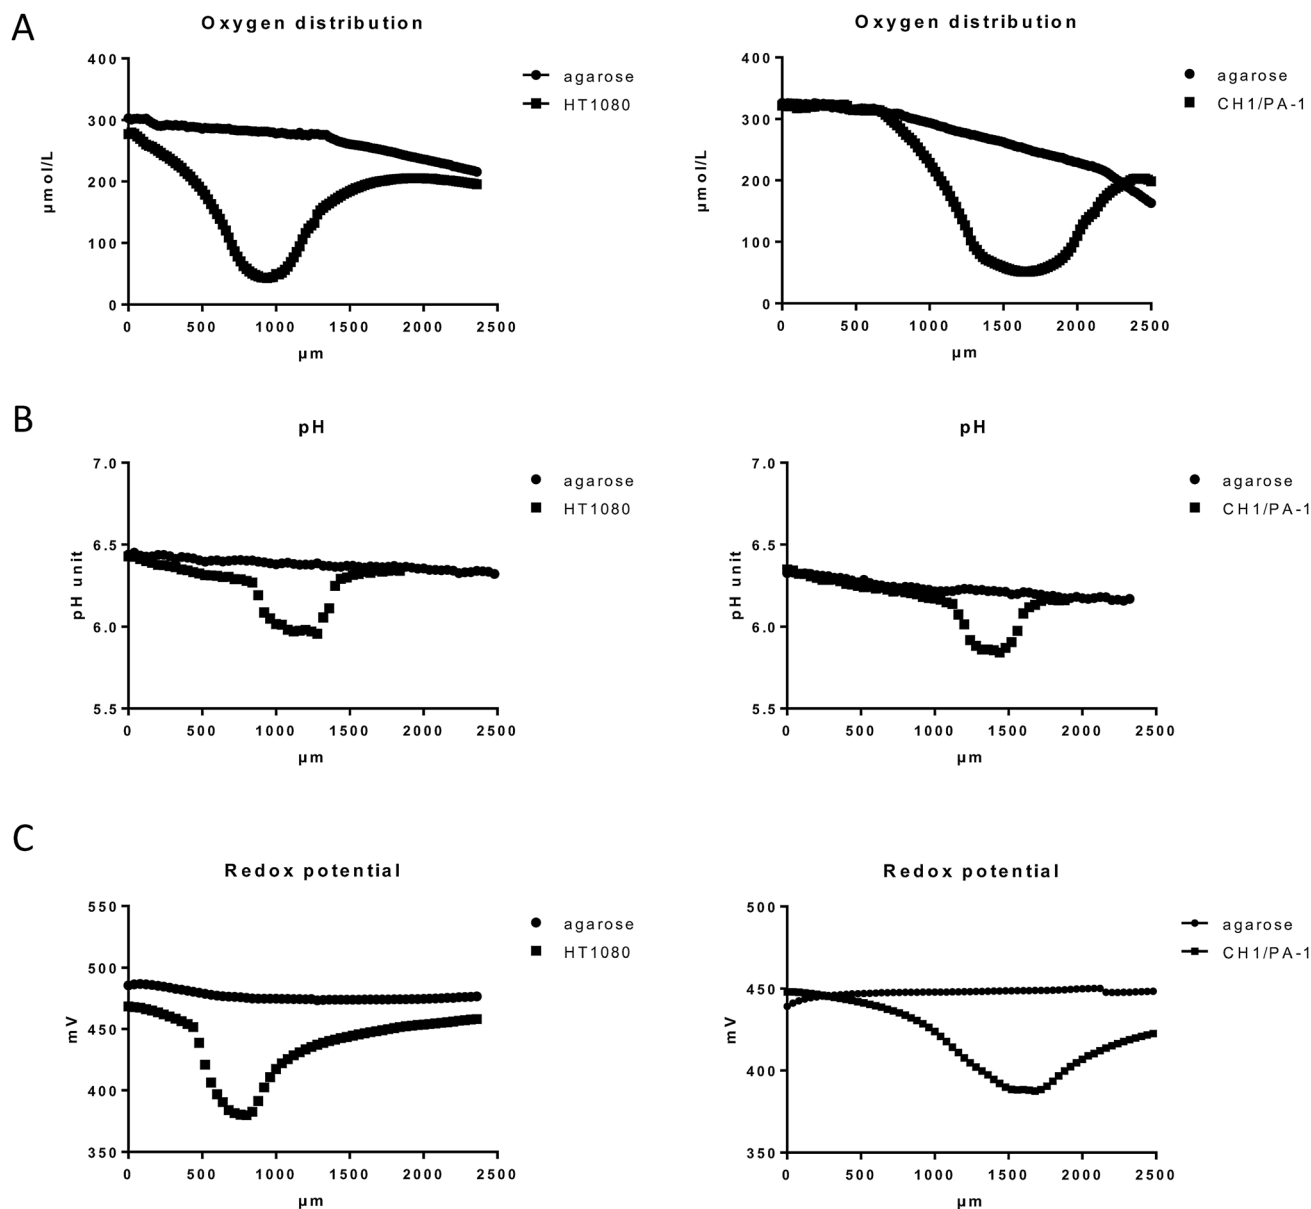 A
Oxygen distribution
400
300
200
100
0
µmol/L
0 500 1000 1500 2000 2500
µm
agarose
HT1080
Oxygen distribution
400
300
200
100
0
µmol/L
0 500 1000 1500 2000 2500
µm
agarose
CH1/PA-1
B
pH
7.0
6.5
6.0
5.5
pH unit
0 500 1000 1500 2000 2500
µm
agarose
HT1080
pH
7.0
6.5
6.0
5.5
pH unit
0 500 1000 1500 2000 2500
µm
agarose
CH1/PA-1
C
Redox potential
550
500
450
400
350
mV
0 500 1000 1500 2000 2500
µm
agarose
HT1080
Redox potential
500
450
400
350
mV
0 500 1000 1500 2000 2500
µm
agarose
CH1/PA-1